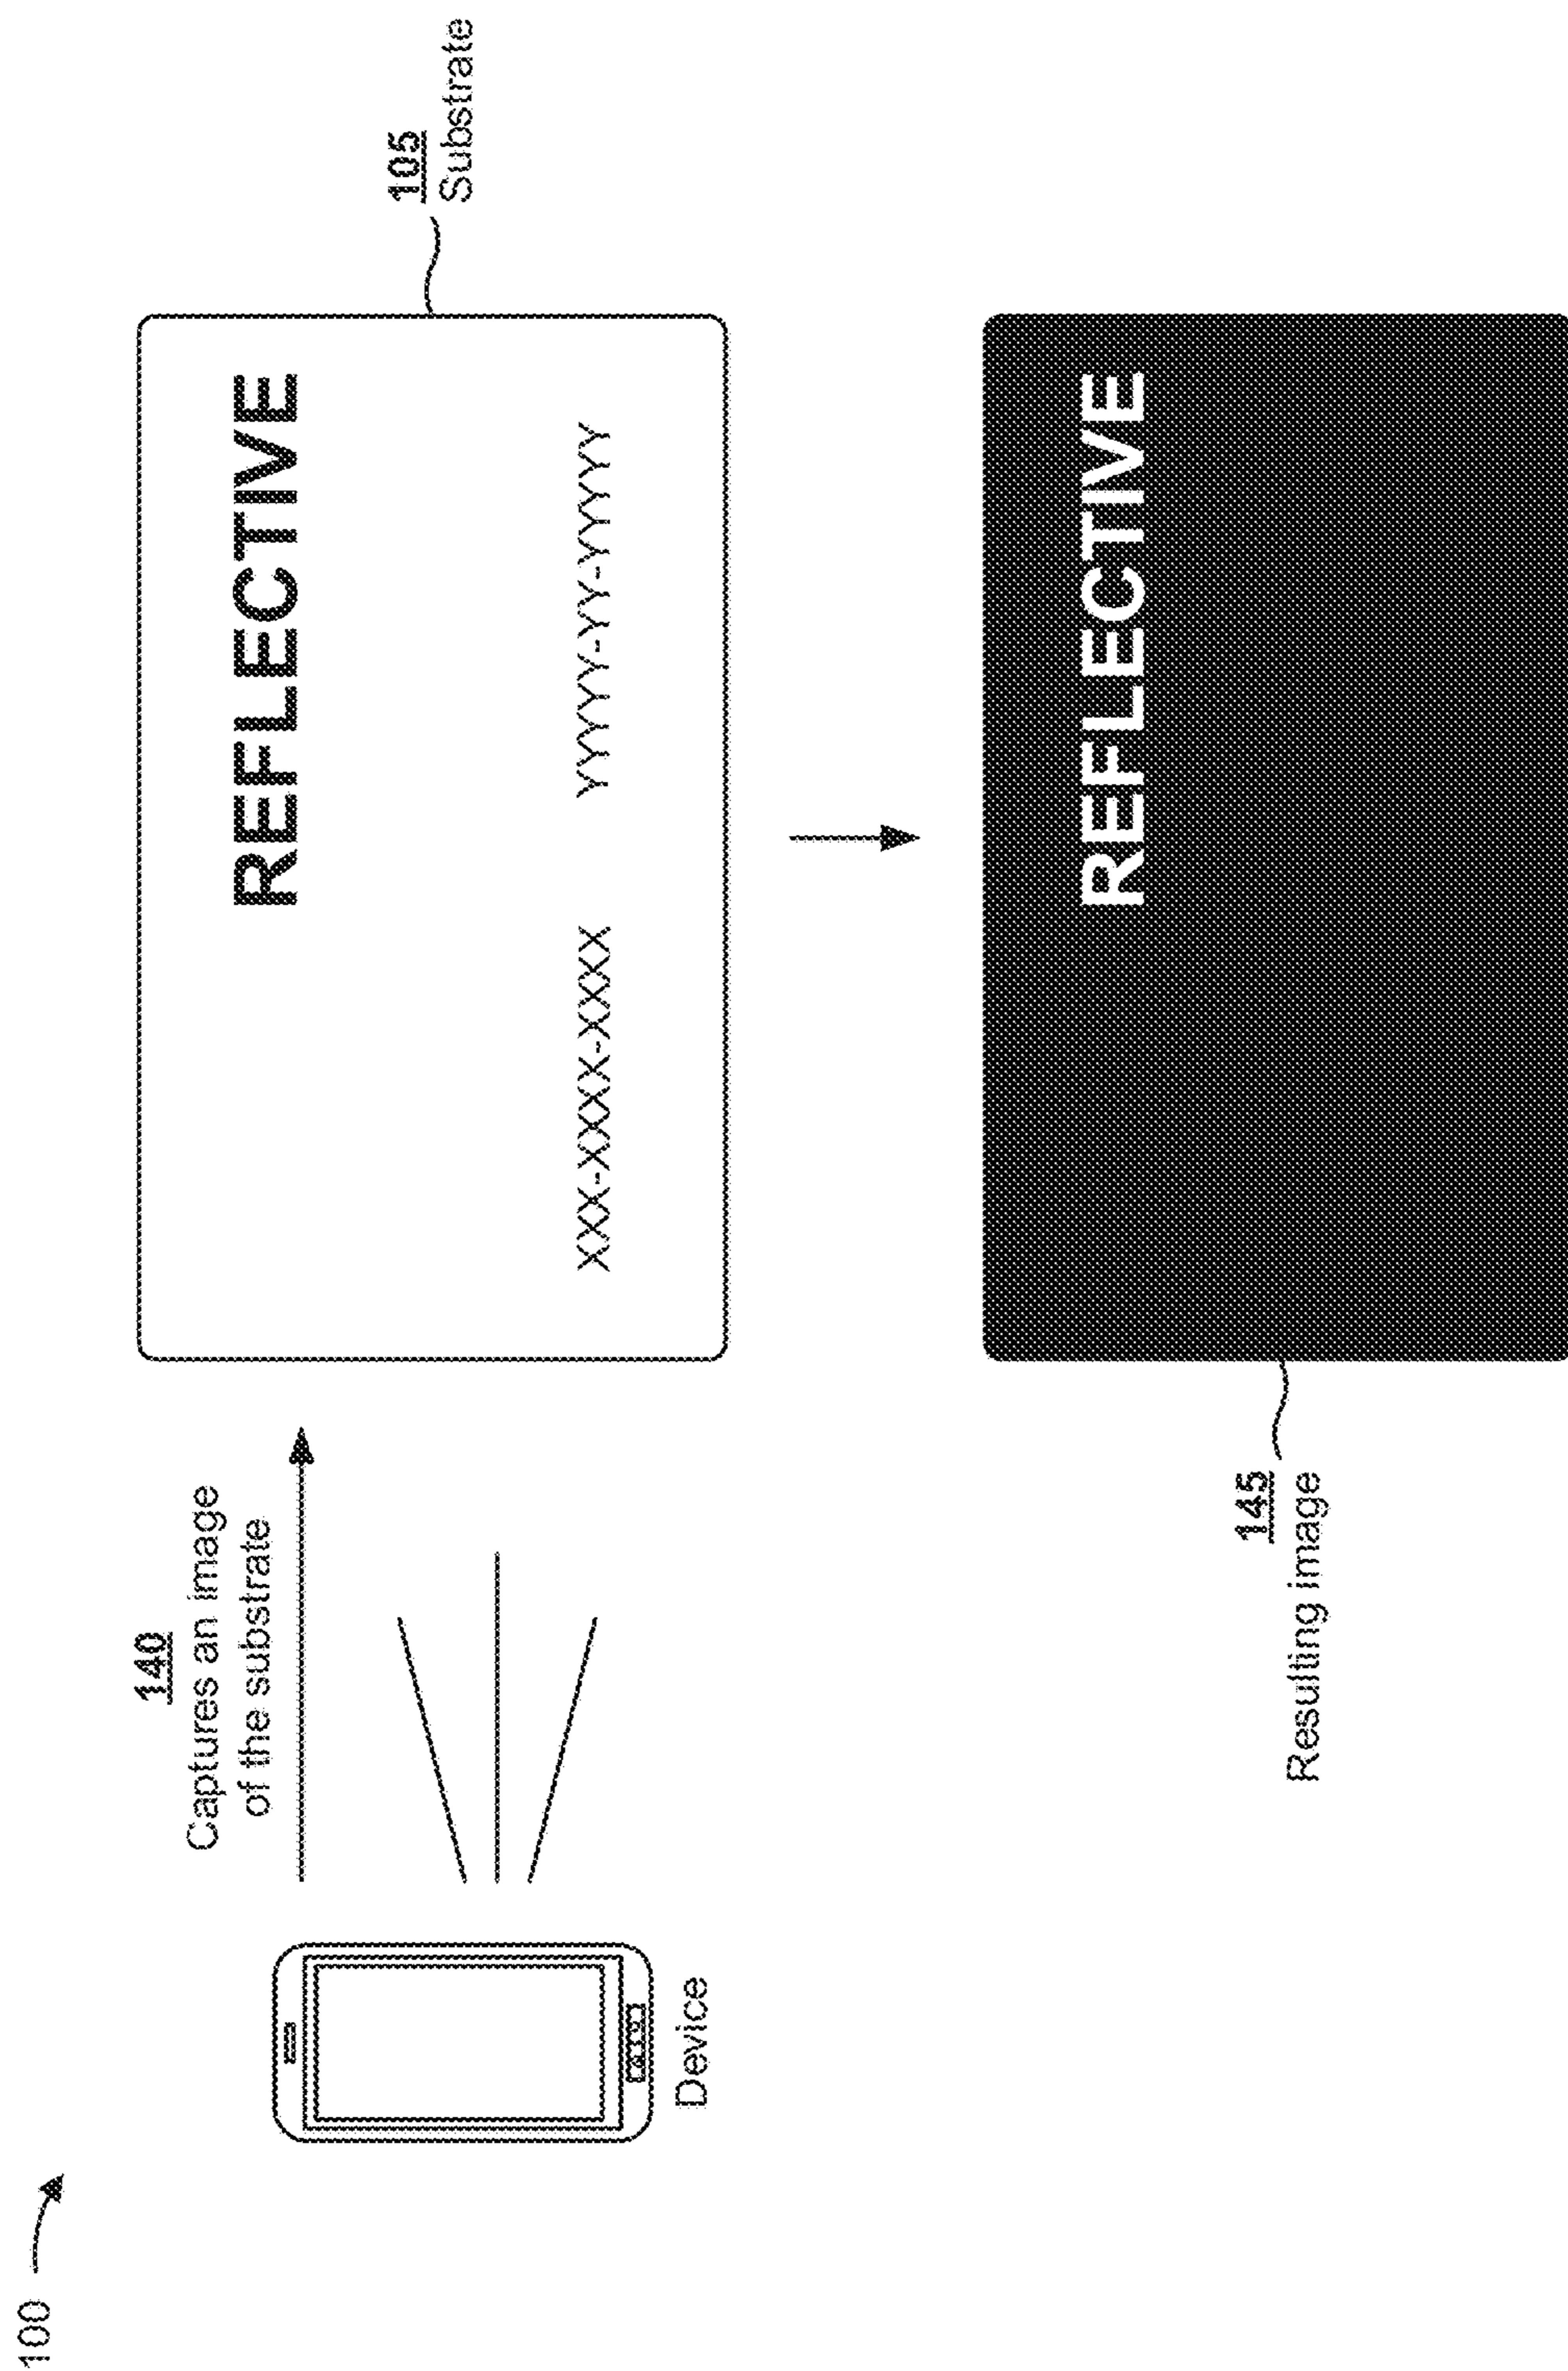 100
140
Captures an image
of the substrate
REFLECTIVE
105
Substrate
XXX-XXXX-XXXX YYYYY-YY-YYYYY
Device
REFLECTIVE
145
Resulting image